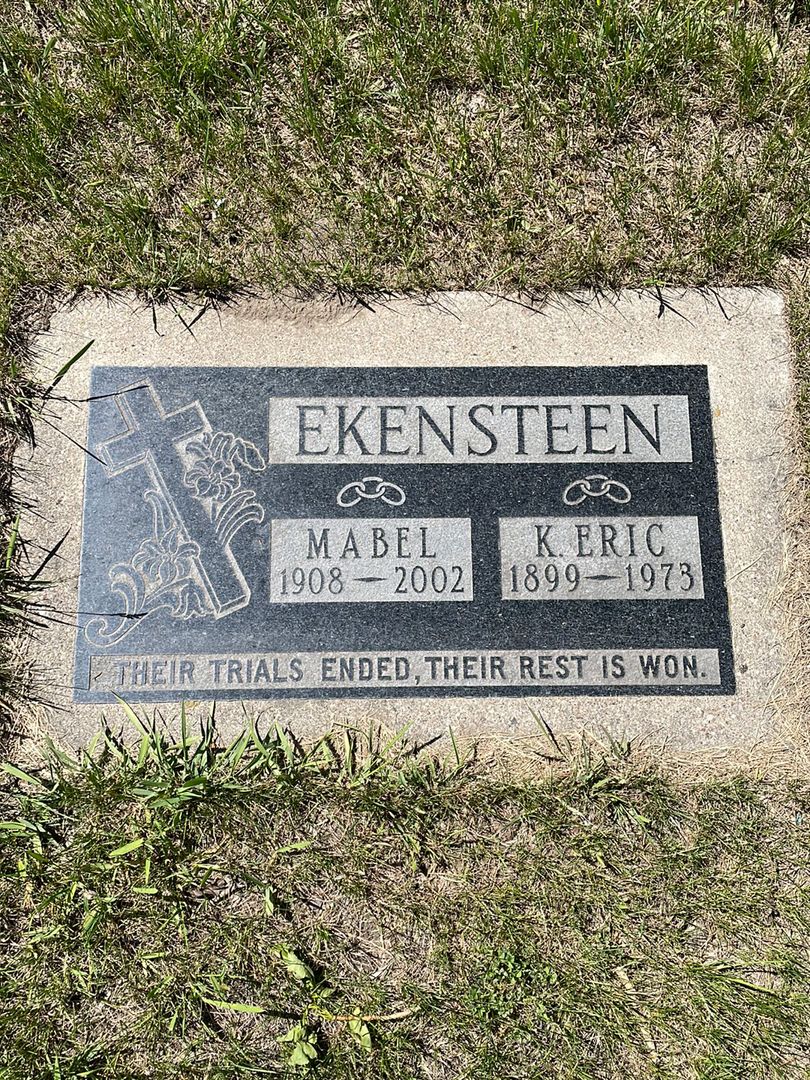 EKENSTEEN
MABEL
1908 — 2002
K. ERIC
1899 — 1973
THEIR TRIALS ENDED, THEIR REST IS WON.